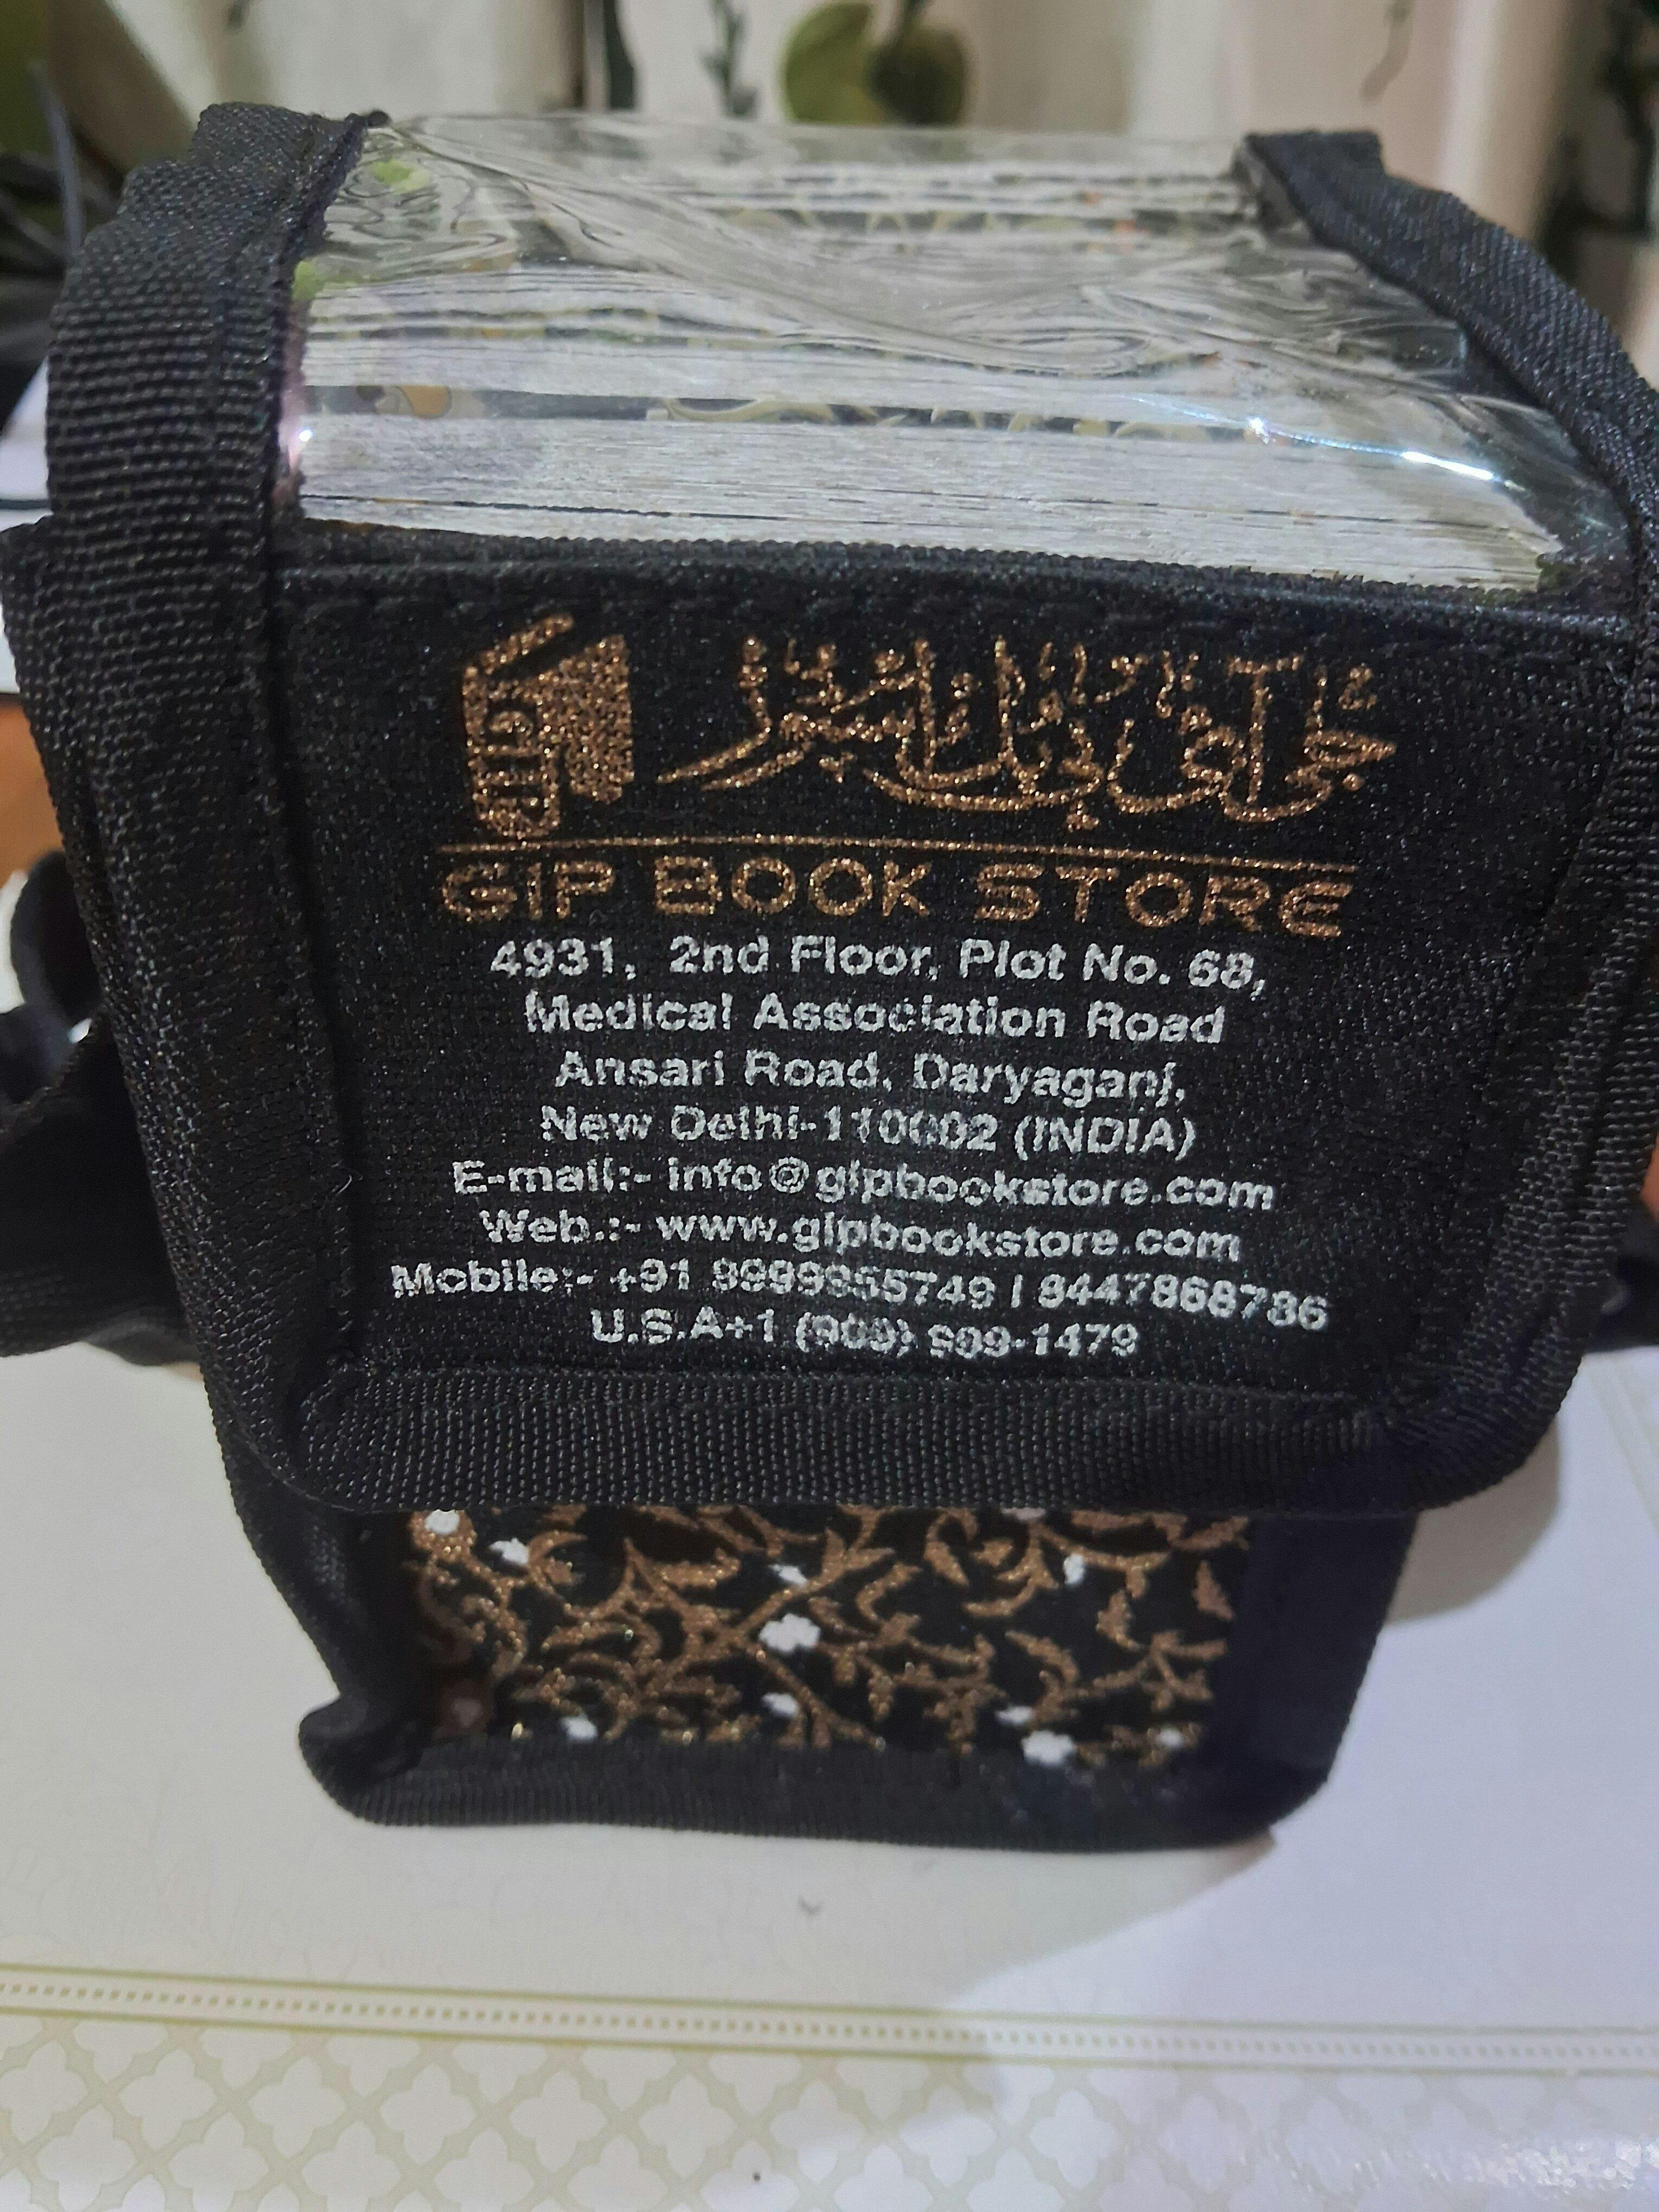 GIP
GIP BOOK STORE
4931, 2nd Floor, Plot No. 68,
Medical Association Road
Ansari Road, Daryaganj,
New Delhi-110002 (INDIA)
E-mail:- info@gipbookstore.com
Web.:- www.gipbookstore.com
Mobile:- +91 9999955749 | 8447868786
U.S.A+1 (909) 999-1479